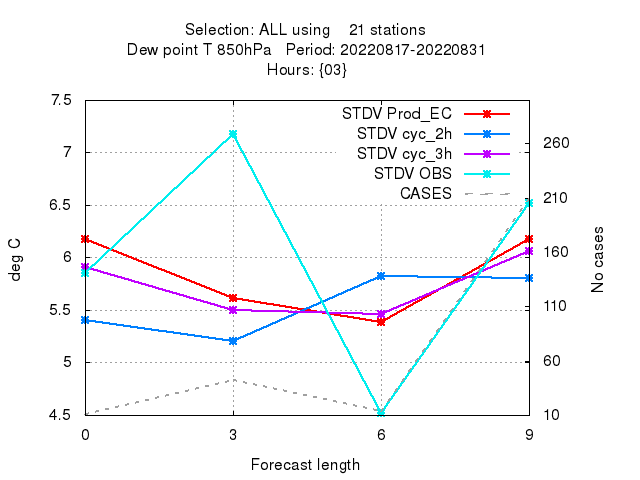 Selection: ALL using 21 stations
Dew point T 850hPa Period: 20220817-20220831
Hours: {03}
7.5
7
6.5
6
5.5
5
4.5
deg C
STDV Prod_EC
STDV cyc_2h
STDV cyc_3h
STDV OBS
CASES
260
210
160
110
60
10
No cases
0 3 6 9
Forecast length